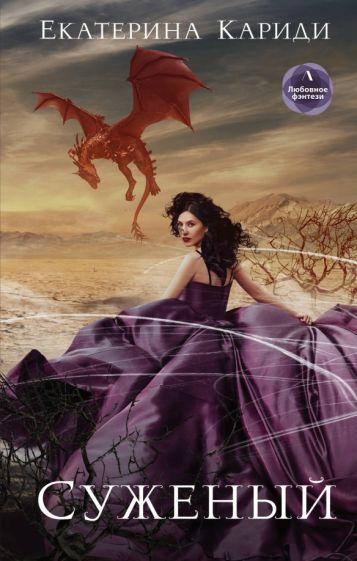 Екатерина Кариди
Л
Любовное
фэнтези
Суженый